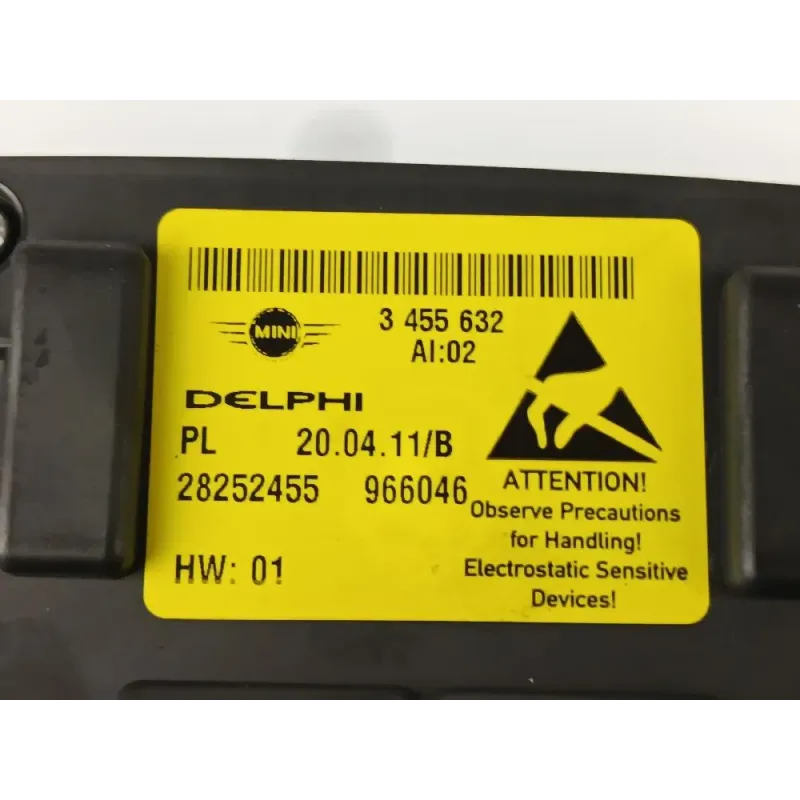 MINI
3 455 632
AI:02
DELPHI
PL 20.04.11/B
28252455 966046
HW: 01
ATTENTION!
Observe Precautions
for Handling!
Electrostatic Sensitive
Devices!